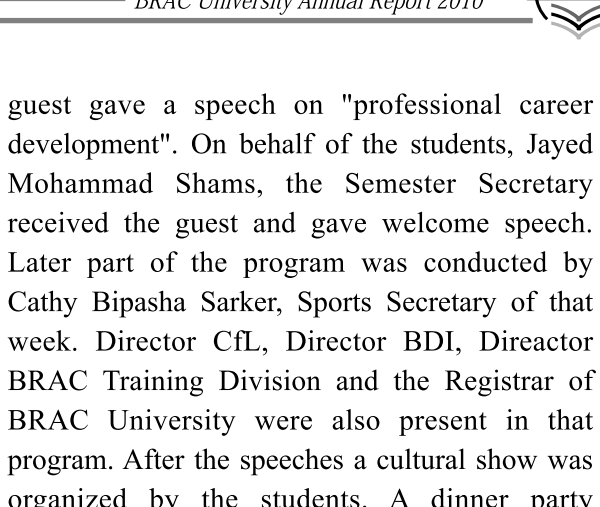 BRAC University Annual Report 2010
guest gave a speech on "professional career
development". On behalf of the students, Jayed
Mohammad Shams, the Semester Secretary
received the guest and gave welcome speech.
Later part of the program was conducted by
Cathy Bipasha Sarker, Sports Secretary of that
week. Director CfL, Director BDI, Direactor
BRAC Training Division and the Registrar of
BRAC University were also present in that
program. After the speeches a cultural show was
organized by the students. A dinner party